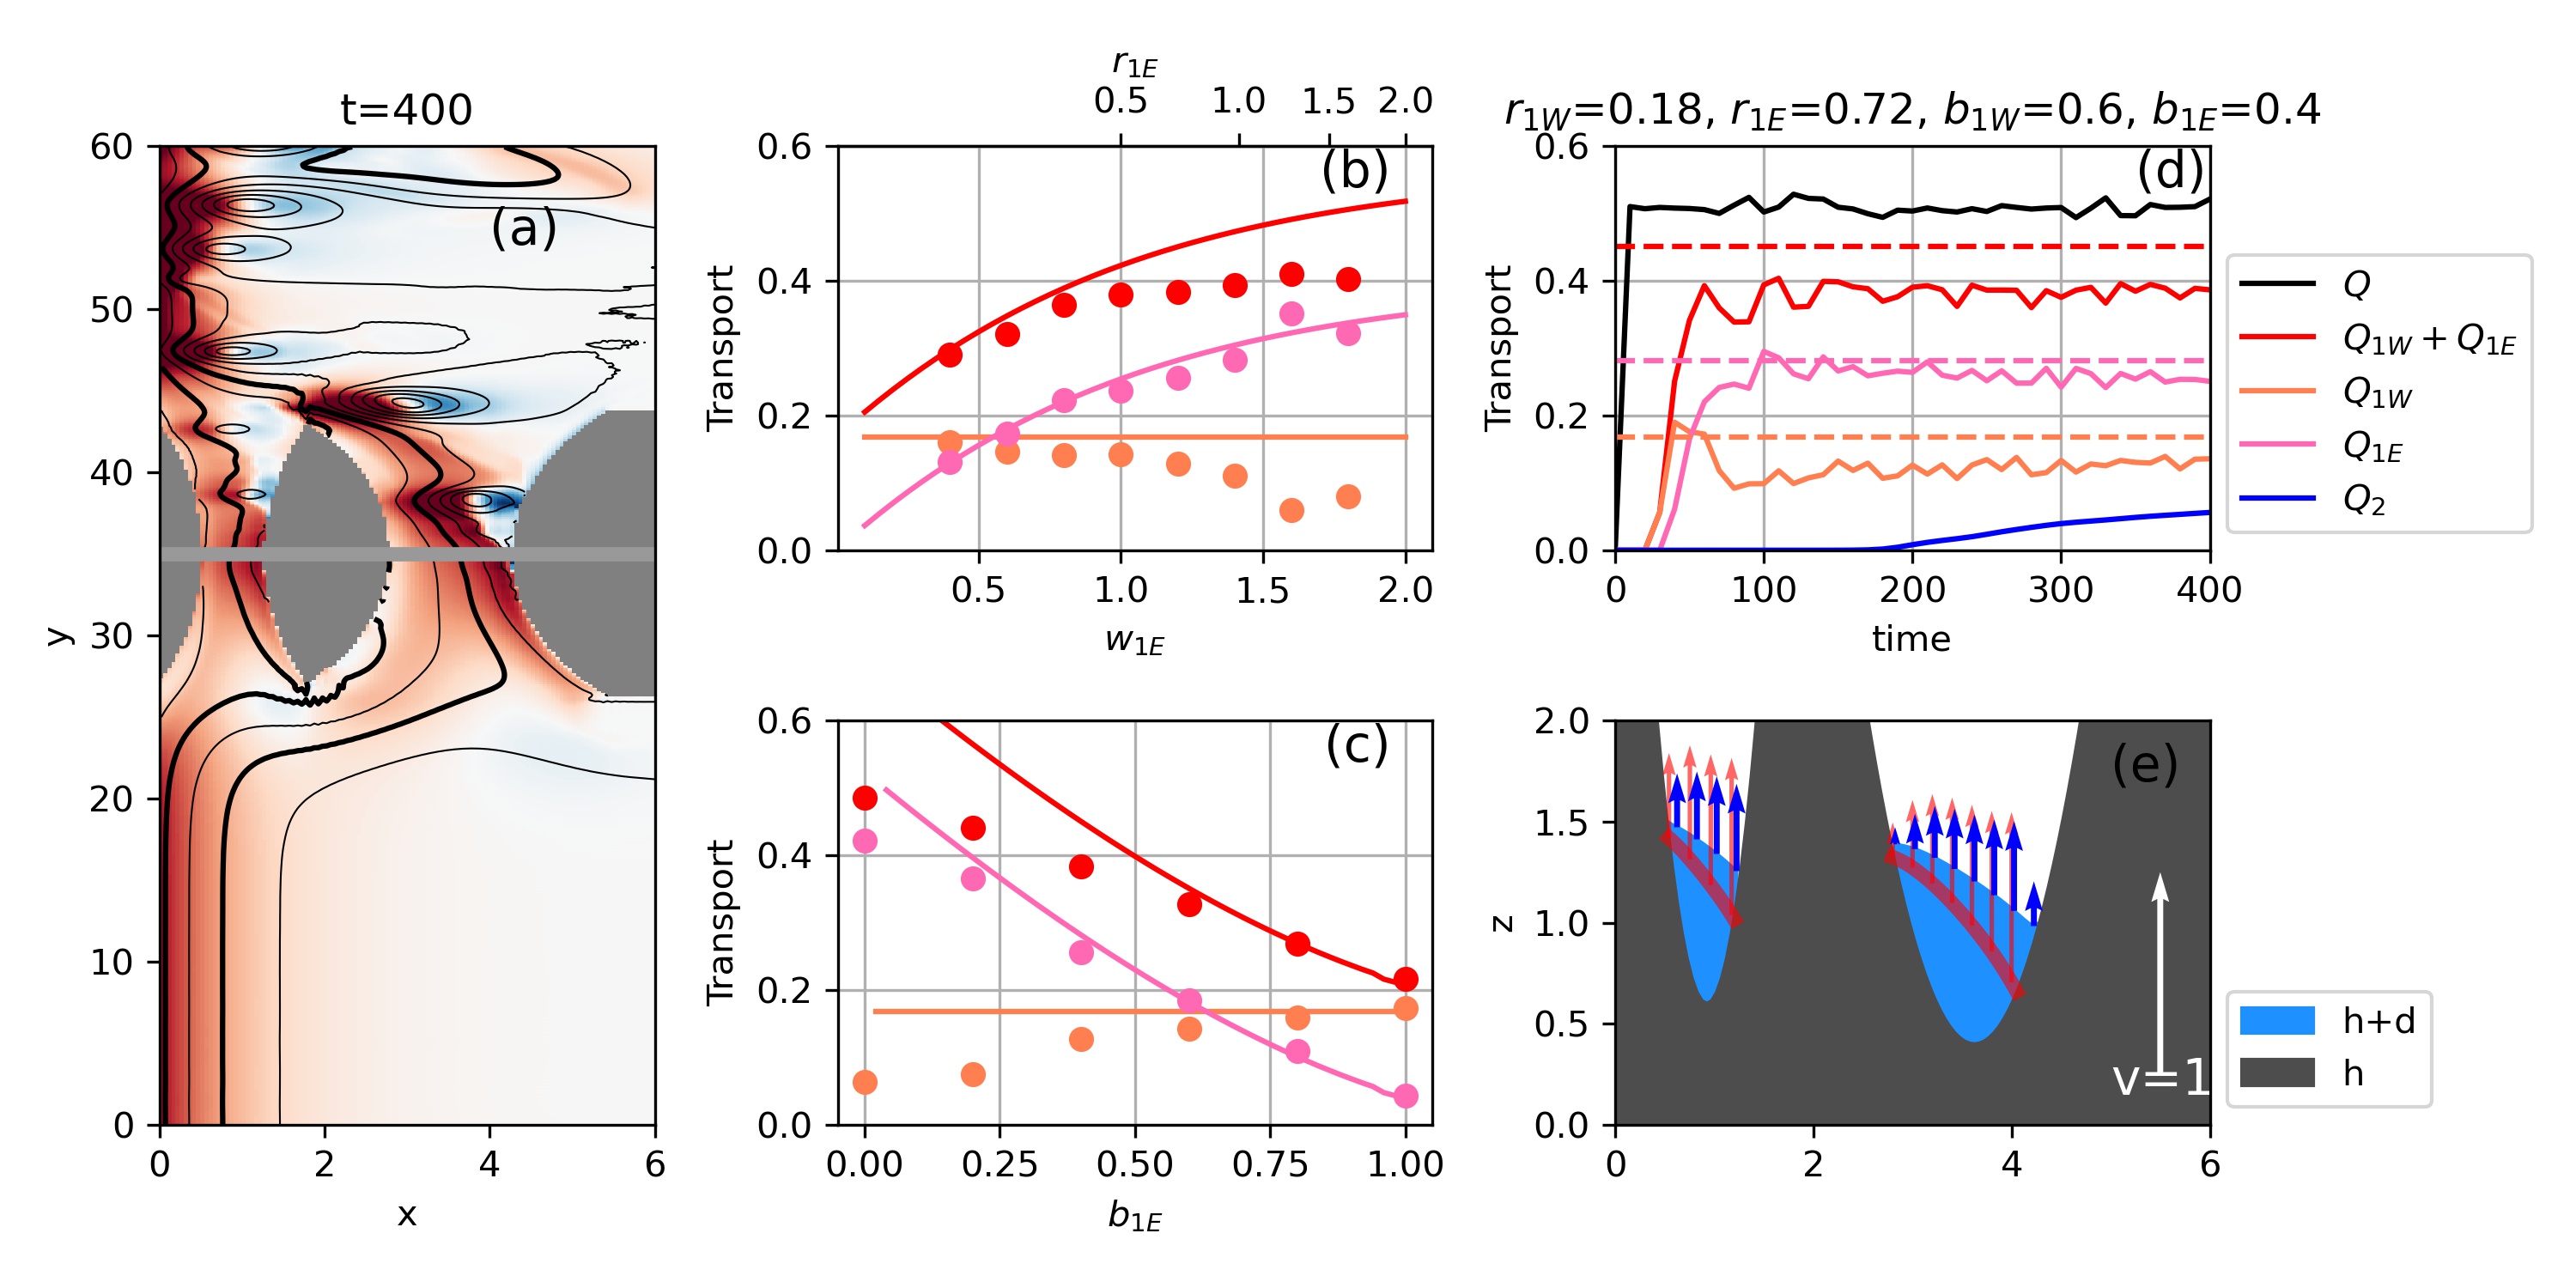 t=400
60
50
40
30
20
10
0
y
0 2 4 6
x
(a)
r1E
0.5 1.0 1.5 2.0
0.6
0.4
0.2
0.0
Transport
(b)
0.5 1.0 1.5 2.0
w1E
0.6
0.4
0.2
0.0
Transport
(c)
0.00 0.25 0.50 0.75 1.00
b1E
r1W=0.18, r1E=0.72, b1W=0.6, b1E=0.4
0.6
0.4
0.2
0.0
Transport
(d)
0 100 200 300 400
time
Q
Q1W + Q1E
Q1W
Q1E
Q2
2.0
1.5
1.0
0.5
0.0
z
(e)
v=1
0 2 4 6
h+d
h